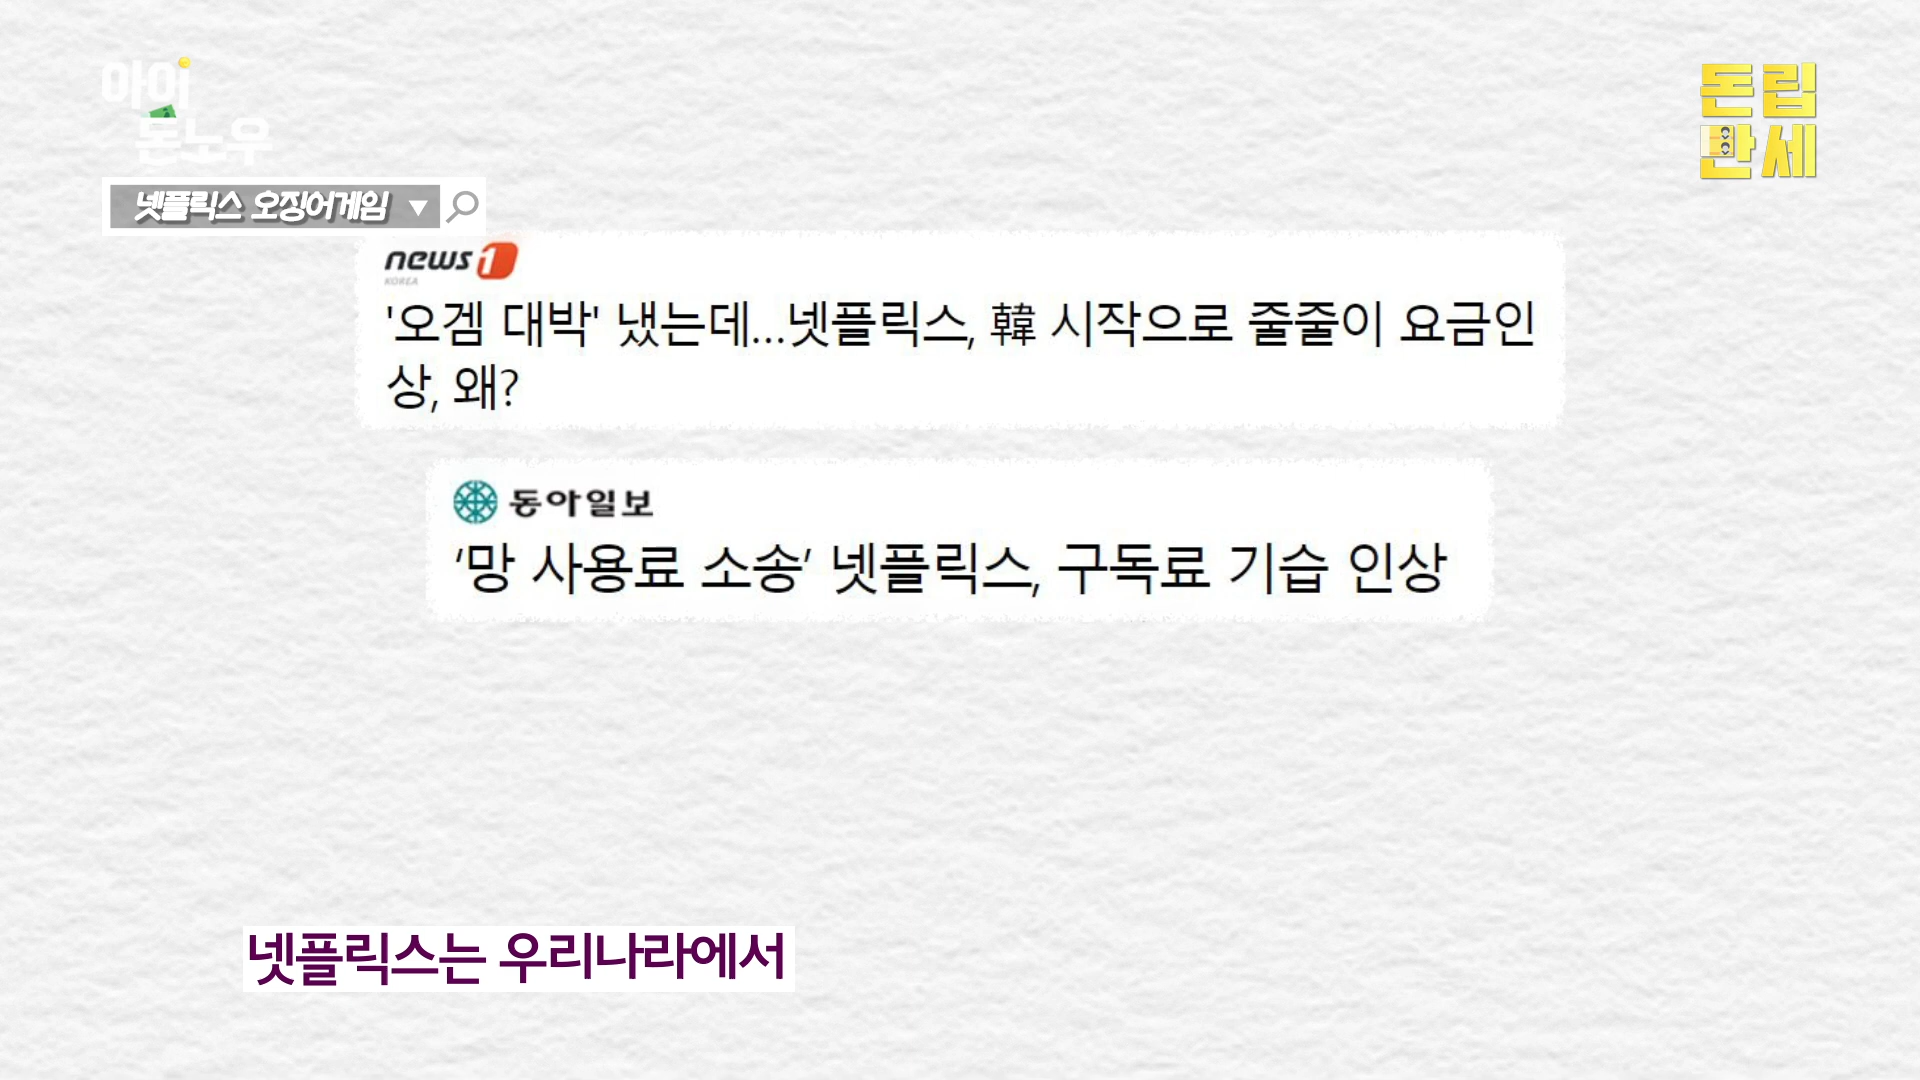 아이
돈노우
돈립
만세
넷플릭스 오징어게임
news1
KOREA
'오겜 대박' 냈는데...넷플릭스, 韓 시작으로 줄줄이 요금인
상, 왜?
동아일보
‘망 사용료 소송’ 넷플릭스, 구독료 기습 인상
넷플릭스는 우리나라에서